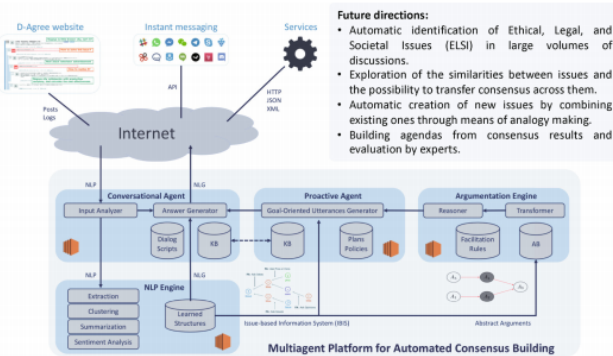 D-Agree website
Instant messaging
Services
Future directions:
• Automatic identification of Ethical, Legal, and
Societal Issues (ELSI) in large volumes of
discussions.
• Exploration of the similarities between issues and
the possibility to transfer consensus across them.
• Automatic creation of new issues by combining
existing ones through means of analogy making.
• Building agendas from consensus results and
evaluation by experts.
Posts
Logs
API
HTTP
JSON
XML
Internet
NLP
NLG
Conversational Agent
Proactive Agent
Argumentation Engine
Input Analyzer
Answer Generator
Goal-Oriented Utterances Generator
Reasoner
Transformer
Dialog
Scripts
KB
KB
Plans
Policies
Facilitation
Rules
AB
NLP
NLG
NLP Engine
Extraction
Clustering
Summarization
Sentiment Analysis
Learned
Structures
Issue-based Information System (IBIS)
Abstract Arguments
Multiagent Platform for Automated Consensus Building